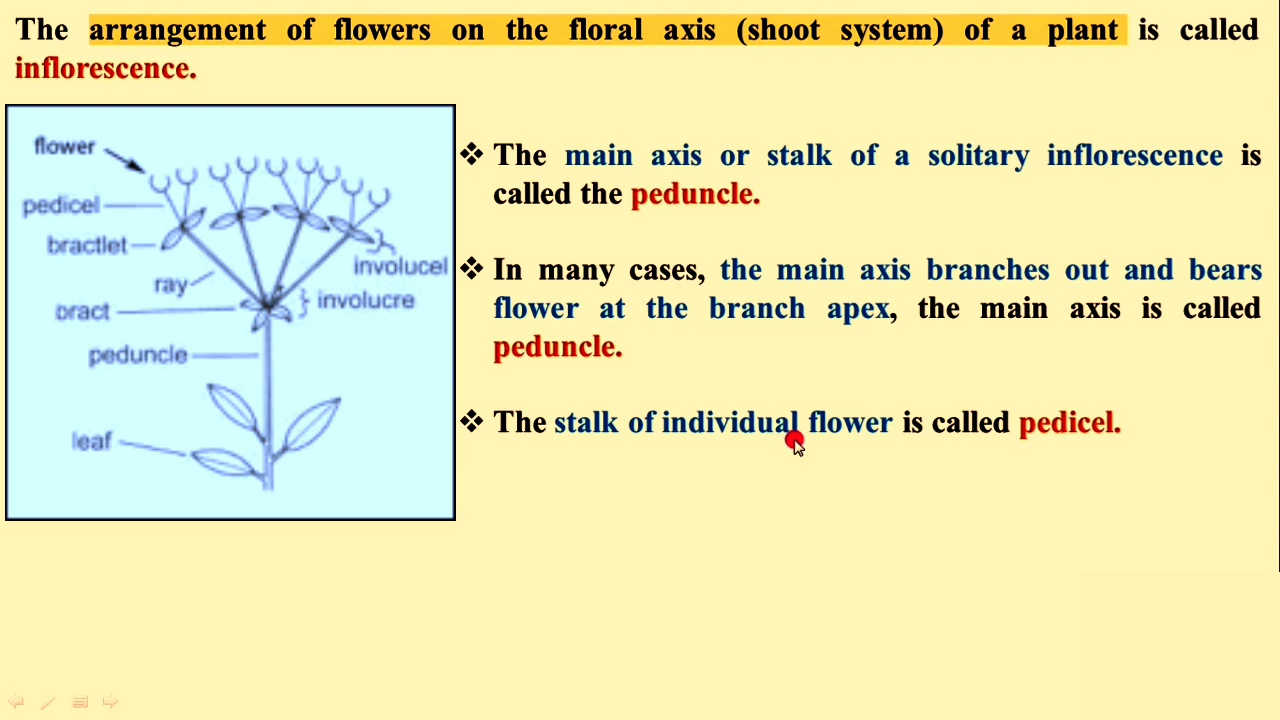 The arrangement of flowers on the floral axis (shoot system) of a plant is called
inflorescence.
flower
pedicel
bractlet
involucel
ray
involucre
bract
peduncle
leaf
❖ The main axis or stalk of a solitary inflorescence is
called the peduncle.
❖ In many cases, the main axis branches out and bears
flower at the branch apex, the main axis is called
peduncle.
❖ The stalk of individual flower is called pedicel.